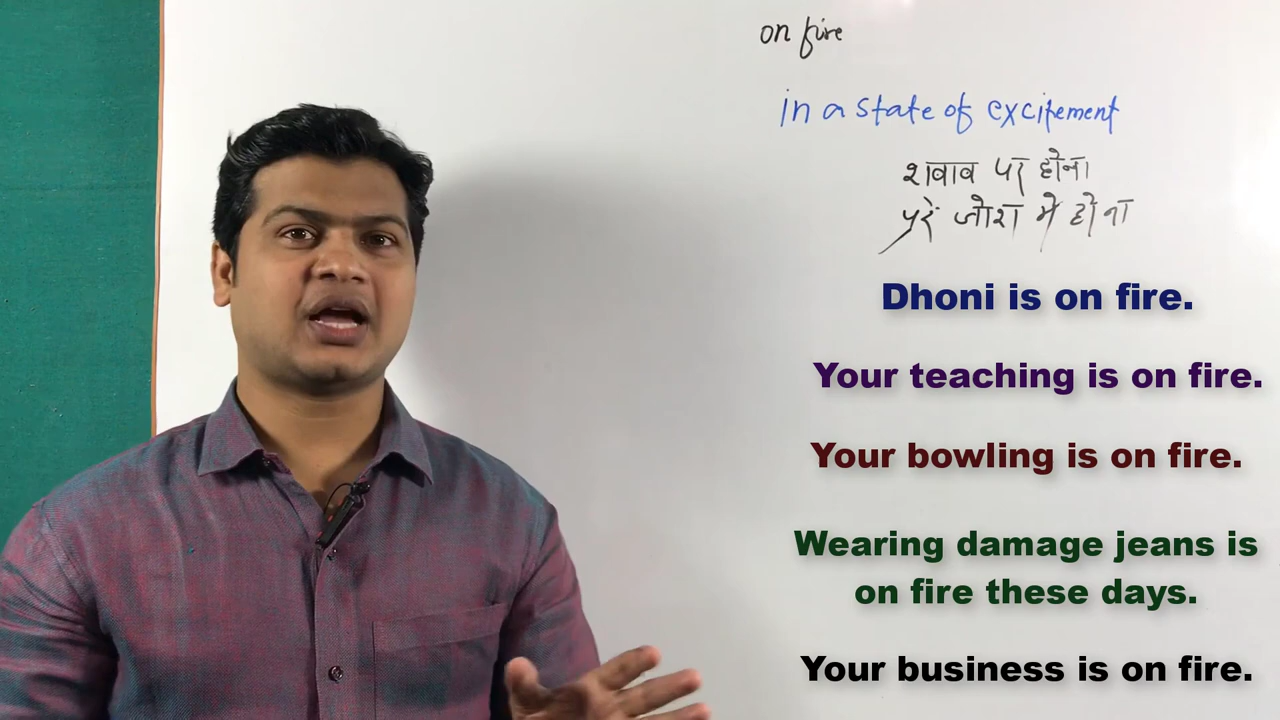 on fire
in a state of excitement
शवाव पर होना
पुरें जोश में होना
Dhoni is on fire.
Your teaching is on fire.
Your bowling is on fire.
Wearing damage jeans is
on fire these days.
Your business is on fire.